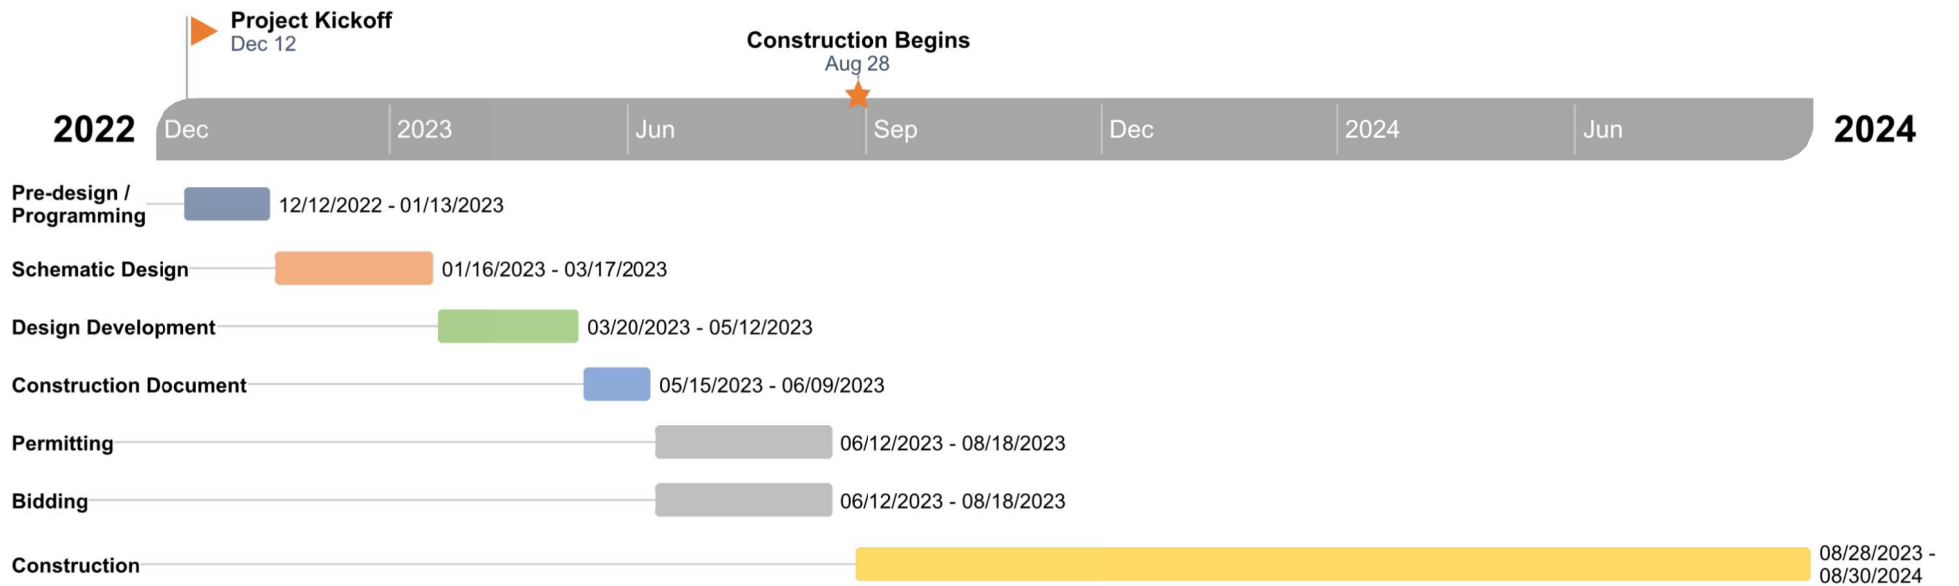 Project Kickoff
Dec 12
Construction Begins
Aug 28
2022 Dec 2023 Jun Sep Dec 2024 Jun 2024
Pre-design /
Programming
12/12/2022 - 01/13/2023
Schematic Design 01/16/2023 - 03/17/2023
Design Development 03/20/2023 - 05/12/2023
Construction Document 05/15/2023 - 06/09/2023
Permitting 06/12/2023 - 08/18/2023
Bidding 06/12/2023 - 08/18/2023
Construction 08/28/2023 -
08/30/2024